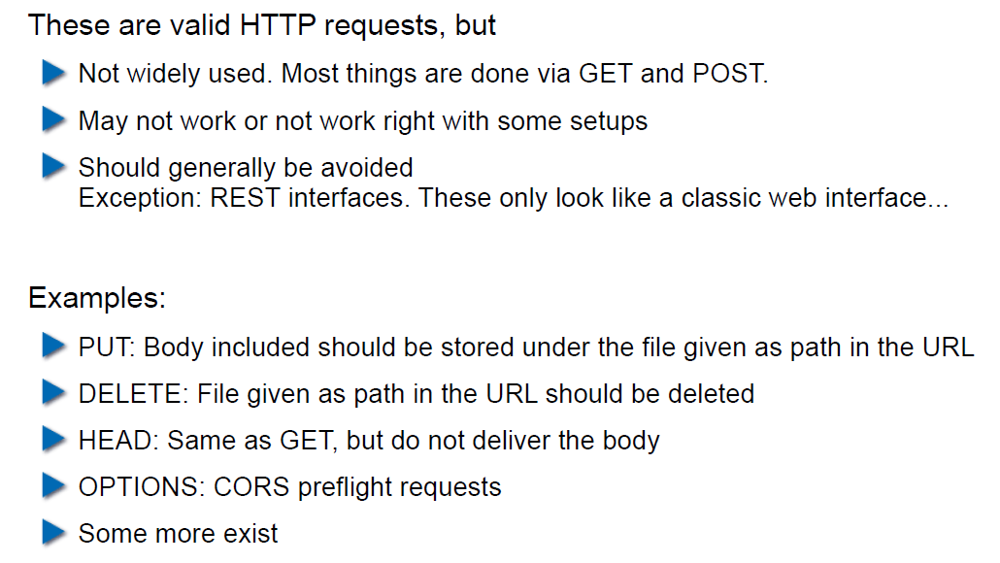 These are valid HTTP requests, but
Not widely used. Most things are done via GET and POST.
May not work or not work right with some setups
Should generally be avoided
Exception: REST interfaces. These only look like a classic web interface...
Examples:
PUT: Body included should be stored under the file given as path in the URL
DELETE: File given as path in the URL should be deleted
HEAD: Same as GET, but do not deliver the body
OPTIONS: CORS preflight requests
Some more exist